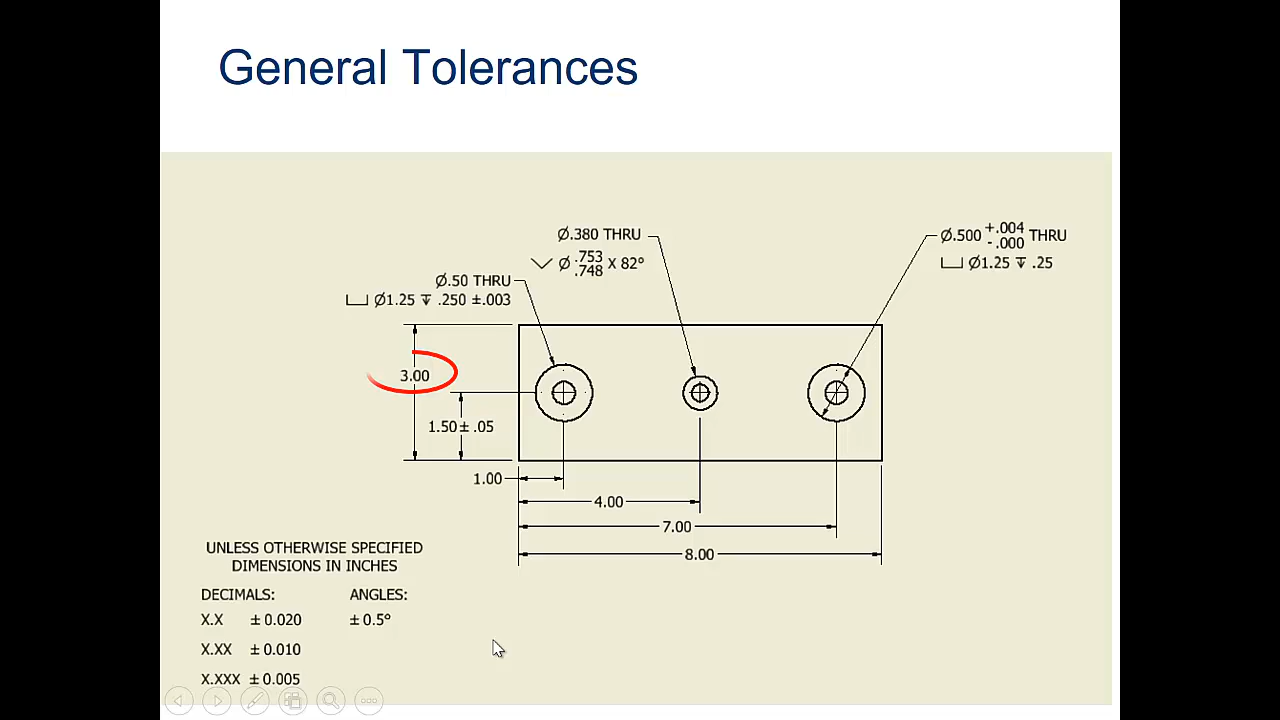 General Tolerances
Ø.380 THRU
⌵ Ø .753
.748 X 82°
Ø.500 +.004
-.000 THRU
⌴ Ø1.25 ↧ .25
Ø.50 THRU
⌴ Ø1.25 ↧ .250 ±.003
3.00
1.50± .05
1.00
4.00
7.00
8.00
UNLESS OTHERWISE SPECIFIED
DIMENSIONS IN INCHES
DECIMALS: ANGLES:
X.X ± 0.020 ± 0.5°
X.XX ± 0.010
X.XXX ± 0.005